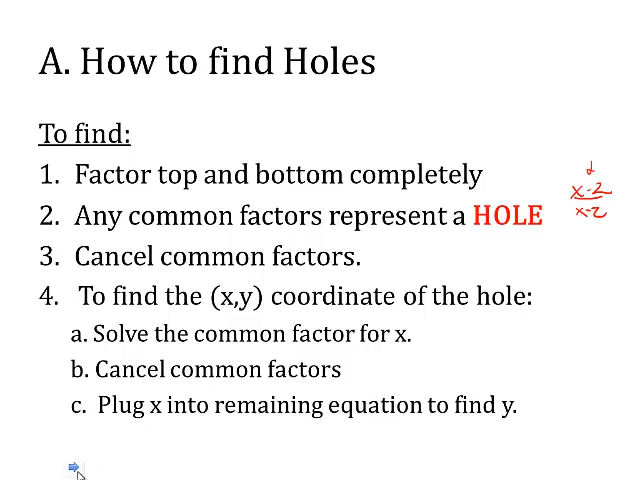 A. How to find Holes
To find:
1. Factor top and bottom completely
2. Any common factors represent a HOLE
3. Cancel common factors.
4. To find the (x,y) coordinate of the hole:
a. Solve the common factor for x.
b. Cancel common factors
c. Plug x into remaining equation to find y.
x-2
x-2